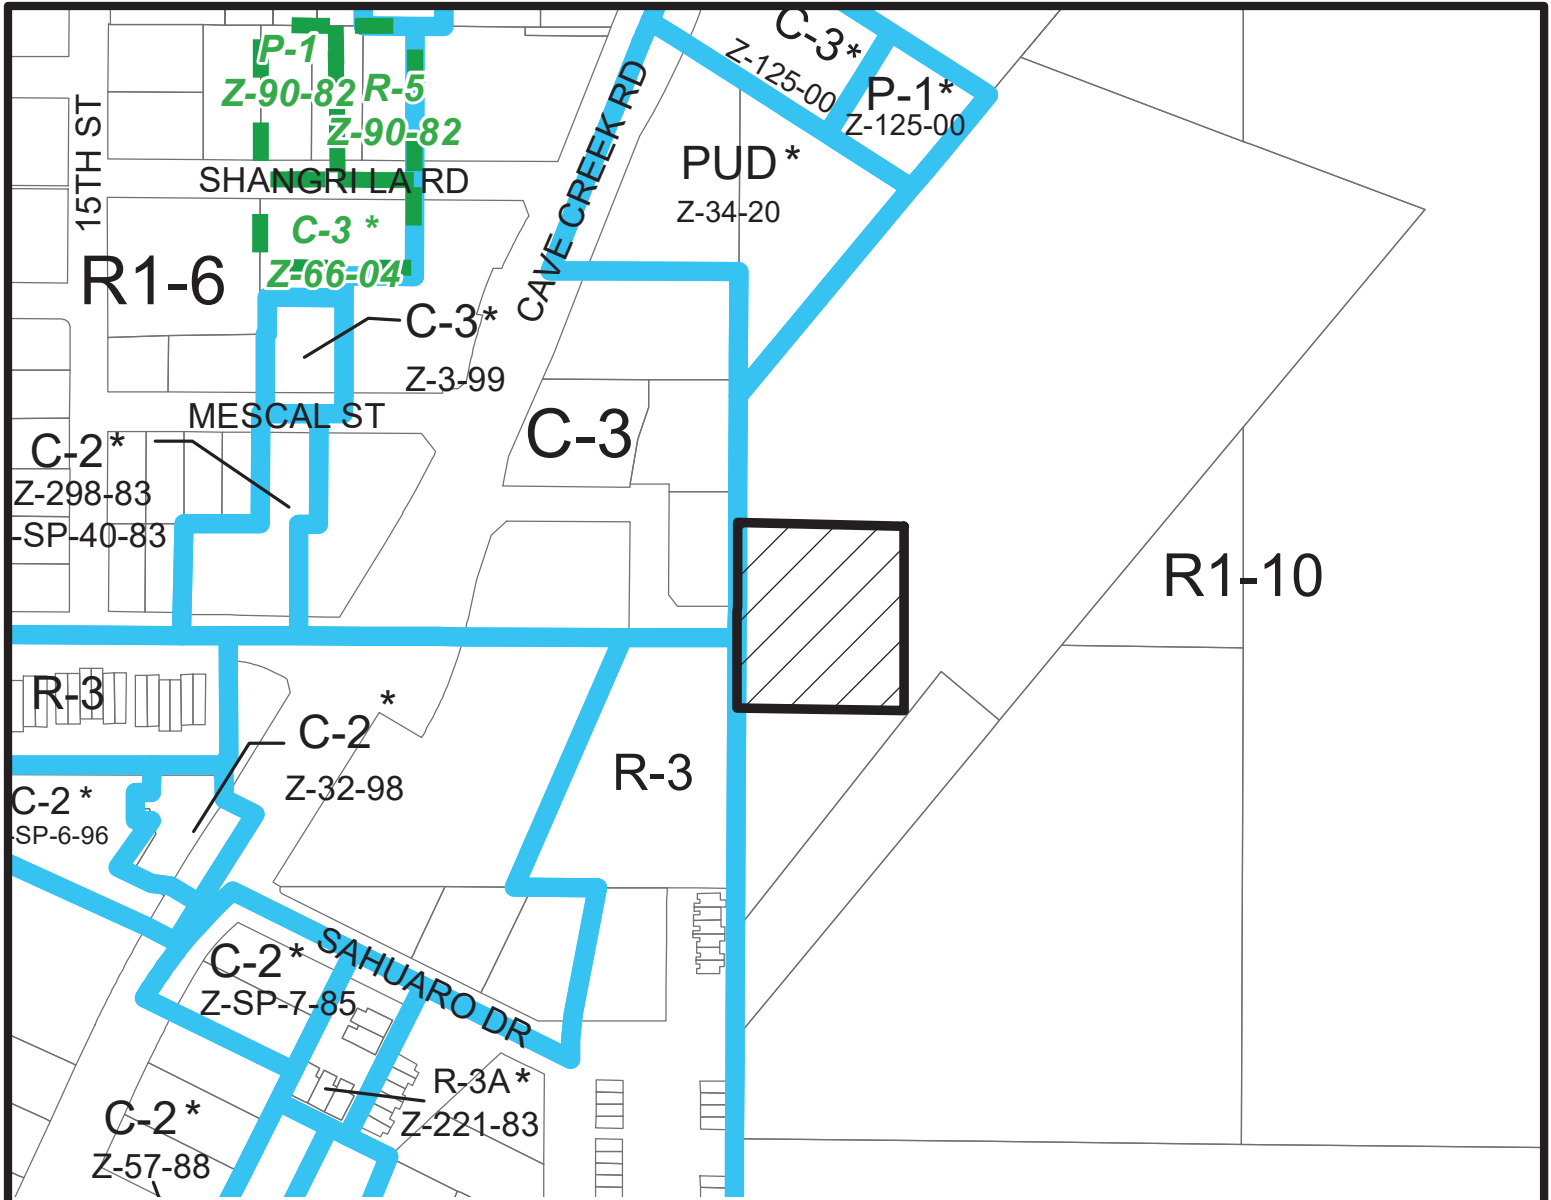 C-3*
Z-125-00
P-1*
Z-125-00
P-1
Z-90-82
R-5
Z-90-82
15TH ST
CAVE CREEK RD
PUD*
Z-34-20
SHANGRI LA RD
C-3 *
Z-66-04
R1-6
C-3*
Z-3-99
MESCAL ST
C-3
C-2*
Z-298-83
-SP-40-83
R1-10
R-3
C-2*
Z-32-98
R-3
C-2*
-SP-6-96
SAHUARO DR
C-2*
Z-SP-7-85
R-3A*
Z-221-83
C-2*
Z-57-88